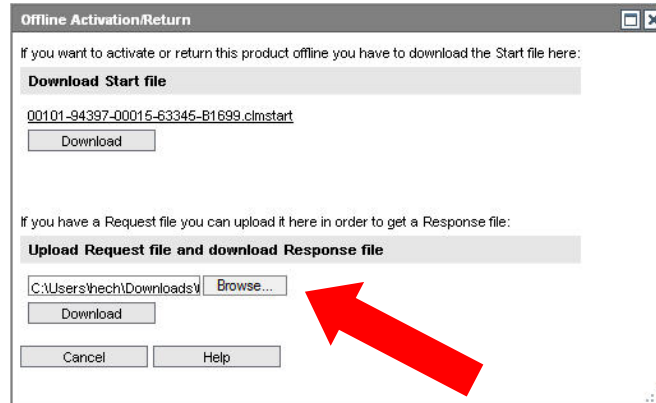 Offline Activation/Return
If you want to activate or return this product offline you have to download the Start file here:
Download Start file
00101-94397-00015-63345-B1699.clmstart
Download
If you have a Request file you can upload it here in order to get a Response file:
Upload Request file and download Response file
C:\Users\hech\Downloads\ Browse...
Download
Cancel Help